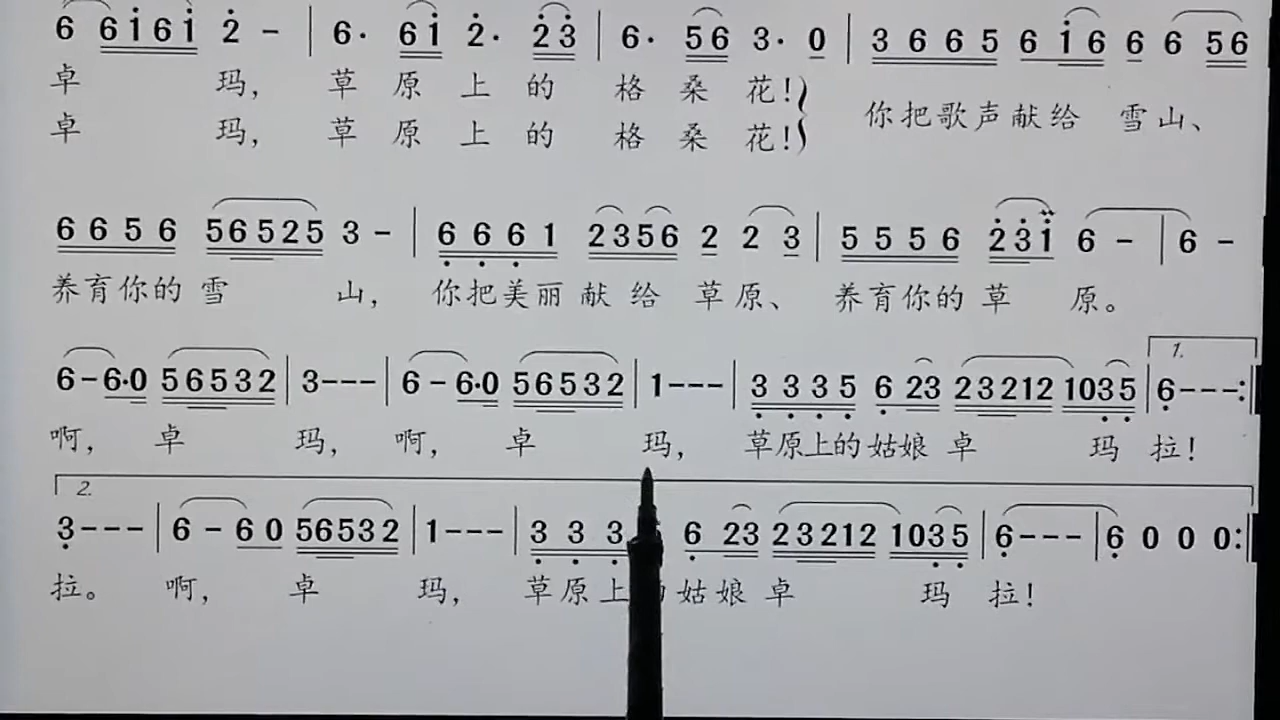 6 6i6i 2 - | 6· 6i 2· 23 | 6· 56 3· 0 | 3 6 6 5 6 i6 6 6 56
卓 玛， 草 原 上 的 格 桑 花！
卓 玛， 草 原 上 的 格 桑 花！
你把歌声献给 雪山、
6 6 5 6 56525 3 - | 6 6 6 1 2356 2 2 3 | 5 5 5 6 23i 6 - | 6 -
养育你的 雪 山， 你把美丽 献 给 草原、 养育你的 草 原。
1.
6 - 6·0 56532 | 3 - - - | 6 - 6·0 56532 | 1 - - - | 3 3 3 5 6 23 23212 1035 | 6 - - - :|
啊， 卓 玛， 啊， 卓 玛， 草原上的姑娘 卓 玛 拉！
2.
3 - - - | 6 - 6 0 56532 | 1 - - - | 3 3 3 6 23 23212 1035 | 6 - - - | 6 0 0 0 :|
拉。 啊， 卓 玛， 草原上 姑娘 卓 玛 拉！